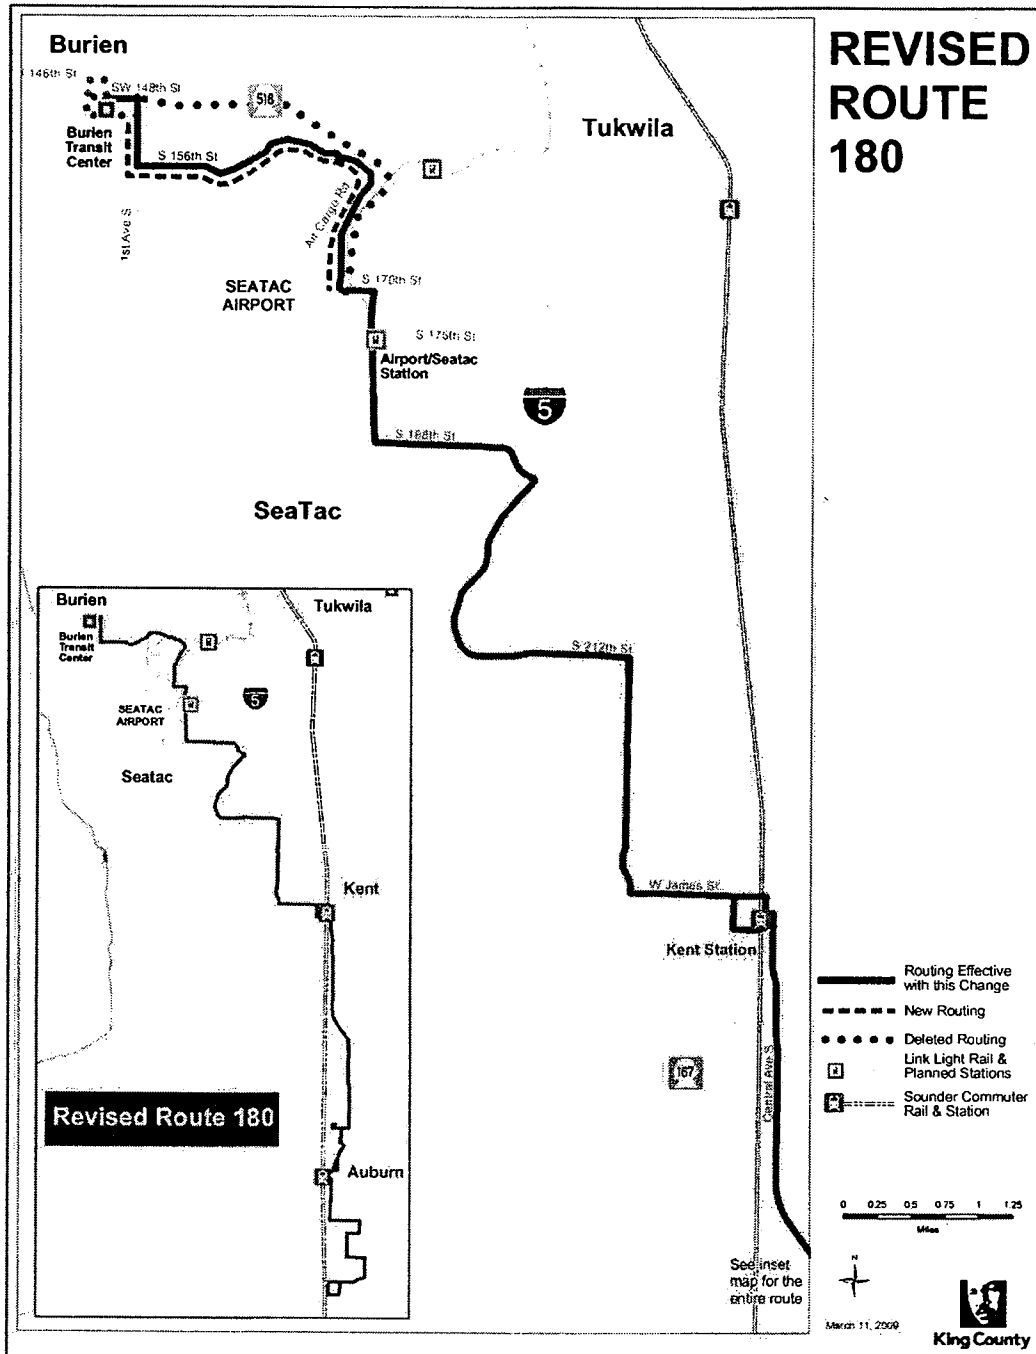 REVISED
ROUTE
180
Burien
146th St
SW 148th St
518
Burien
Transit
Center
S 156th St
Tukwila
1st Ave S
Air Cargo Rd
SEATAC
AIRPORT
S 170th St
S 175th St
Airport/Seatac
Station
5
S 188th St
SeaTac
S 212th St
W James St.
Kent Station
167
Central Ave S
See inset
map for the
entire route
Burien
Burien
Transit
Center
Tukwila
SEATAC
AIRPORT
5
Seatac
Kent
Revised Route 180
Auburn
Routing Effective
with this Change
New Routing
Deleted Routing
Link Light Rail &
Planned Stations
Sounder Commuter
Rail & Station
0 0.25 0.5 0.75 1 1.25
Miles
N
March 11, 2009
King County